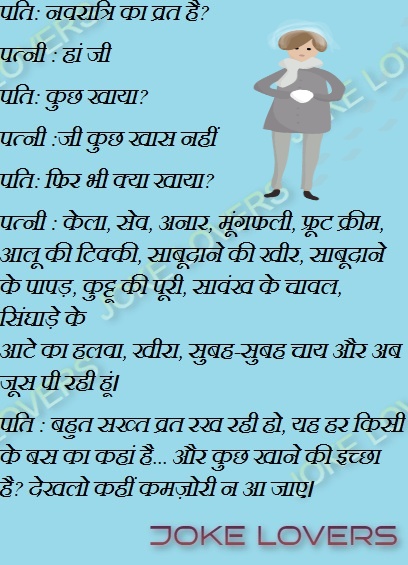 पति: नवरात्रि का व्रत है?
पत्नी : हां जी
पति: कुछ खाया?
पत्नी :जी कुछ खास नहीं
पति: फिर भी क्या खाया?
पत्नी : केला, सेव, अनार, मूंगफली, फ्रूट क्रीम,
आलू की टिक्की, साबूदाने की खीर, साबूदाने
के पापड़, कुट्टू की पूरी, सावंख के चावल,
सिंघाड़े के
आटे का हलवा, खीरा, सुबह-सुबह चाय और अब
जूस पी रही हूं।
पति : बहुत सख्त व्रत रख रही हो, यह हर किसी
के बस का कहां है... और कुछ खाने की इच्छा
है? देखलो कहीं कमज़ोरी न आ जाए।
JOKE LOVERS